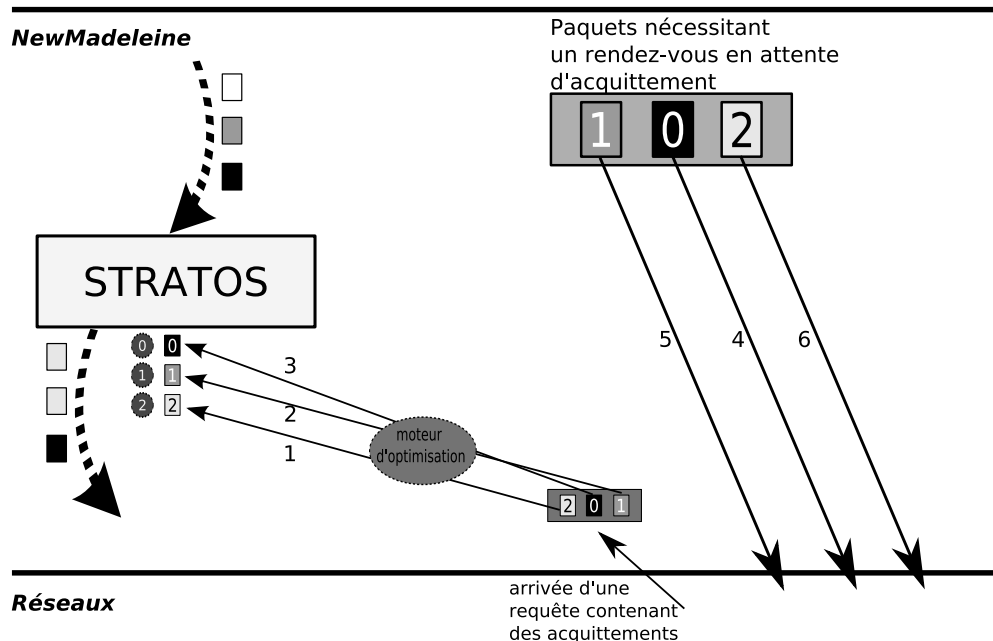 NewMadeleine
Paquets nécessitant
un rendez-vous en attente
d'acquittement
1 0 2
STRATOS
0 0
1 1
2 2
3
2
1
moteur
d'optimisation
2 0 1
5 4 6
Réseaux
arrivée d'une
requête contenant
des acquittements